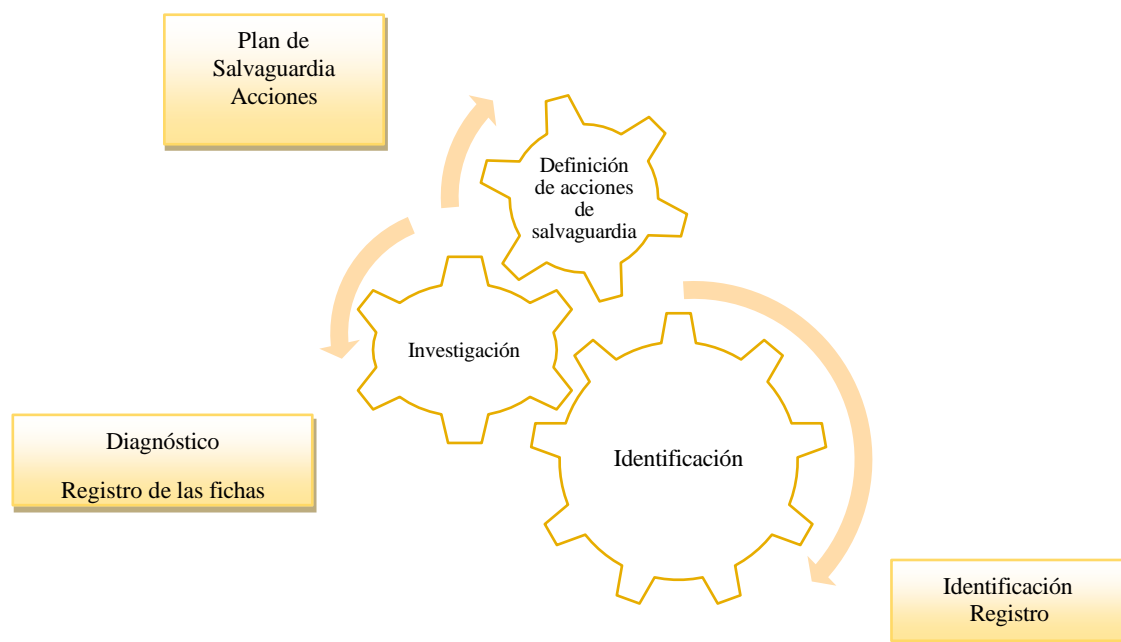 Plan de
Salvaguardia
Acciones
Definición
de acciones
de
salvaguardia
Investigación
Diagnóstico
Registro de las fichas
Identificación
Identificación
Registro